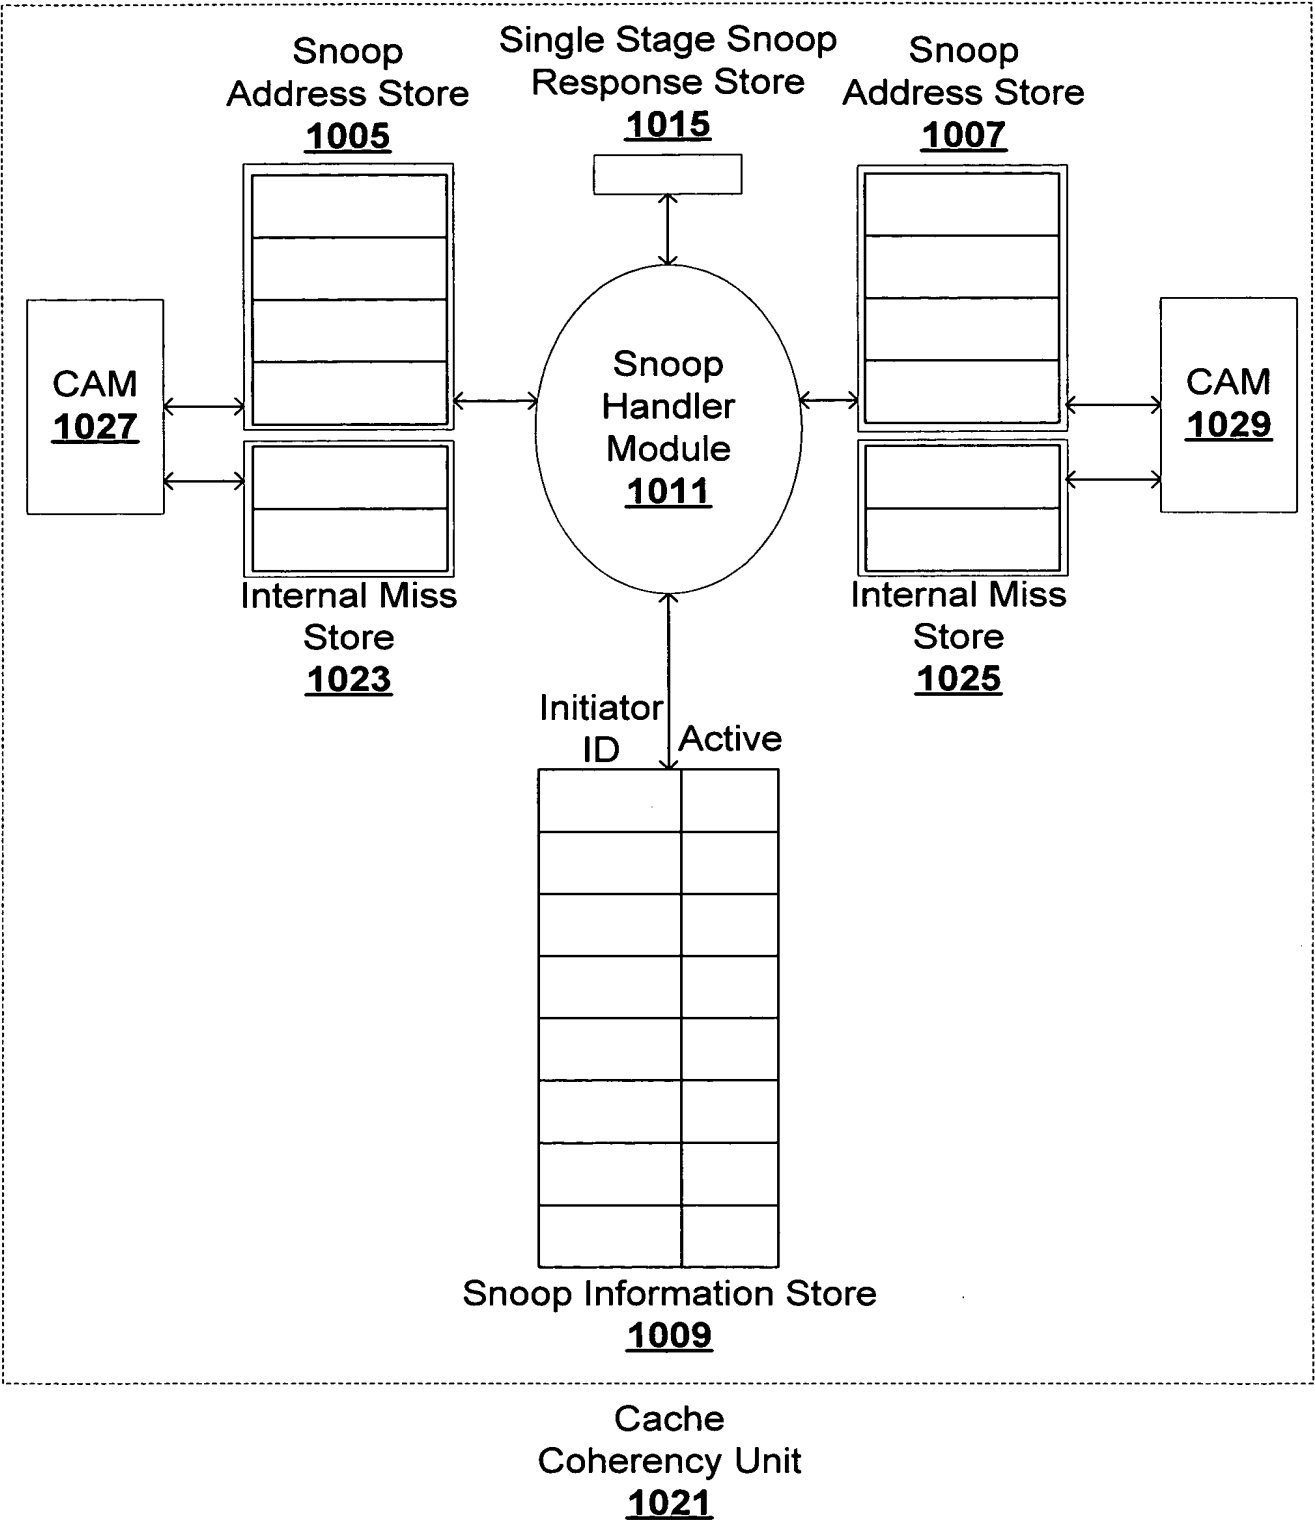 Snoop
Address Store
1005
Single Stage Snoop
Response Store
1015
Snoop
Address Store
1007
CAM
1027
Snoop
Handler
Module
1011
CAM
1029
Internal Miss
Store
1023
Internal Miss
Store
1025
Initiator
ID
Active
Snoop Information Store
1009
Cache
Coherency Unit
1021